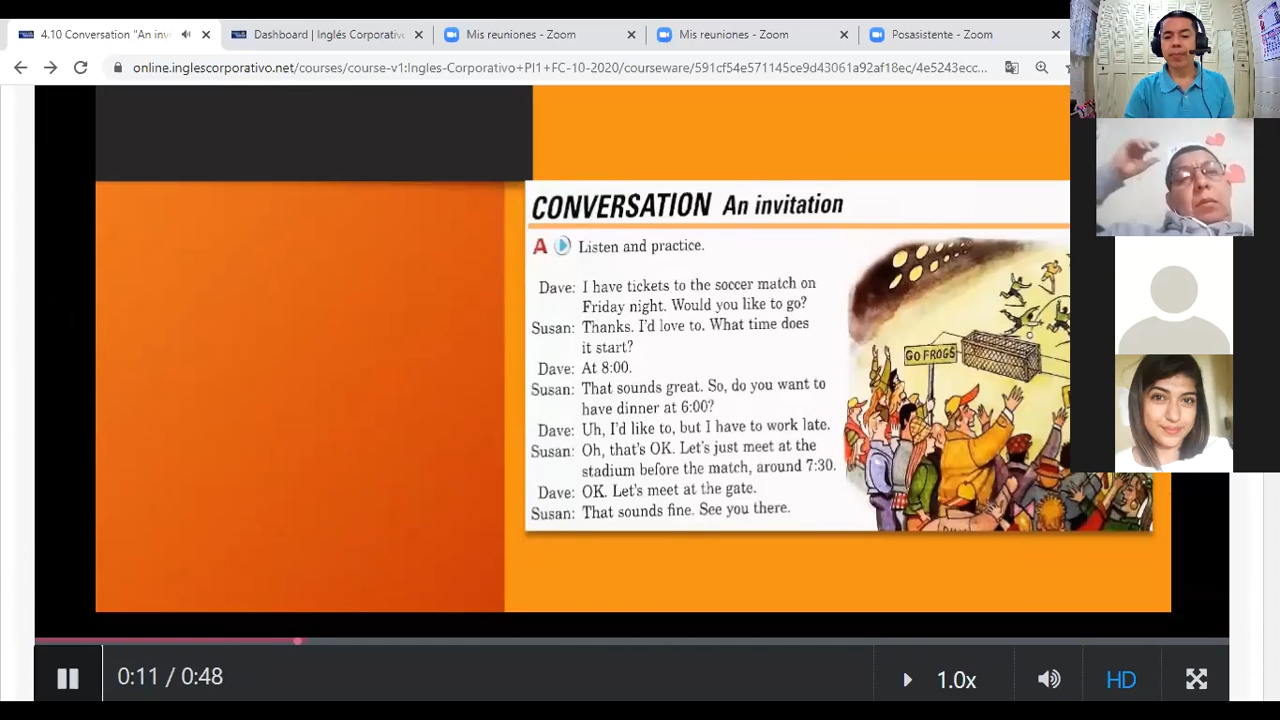 4.10 Conversation "An inv
Dashboard | Inglés Corporativo
Mis reuniones - Zoom
Mis reuniones - Zoom
Posasistente - Zoom
online.inglescorporativo.net/courses/course-v1:Ingles-Corporativo+PI1+FC-10-2020/courseware/591cf54e571145ce9d43061a92af18ec/4e5243ecc...
CONVERSATION An invitation
A Listen and practice.
Dave: I have tickets to the soccer match on
Friday night. Would you like to go?
Susan: Thanks. I'd love to. What time does
it start?
Dave: At 8:00.
Susan: That sounds great. So, do you want to
have dinner at 6:00?
Dave: Uh, I'd like to, but I have to work late.
Susan: Oh, that's OK. Let's just meet at the
stadium before the match, around 7:30.
Dave: OK. Let's meet at the gate.
Susan: That sounds fine. See you there.
GO FROGS
0:11 / 0:48
1.0x
HD